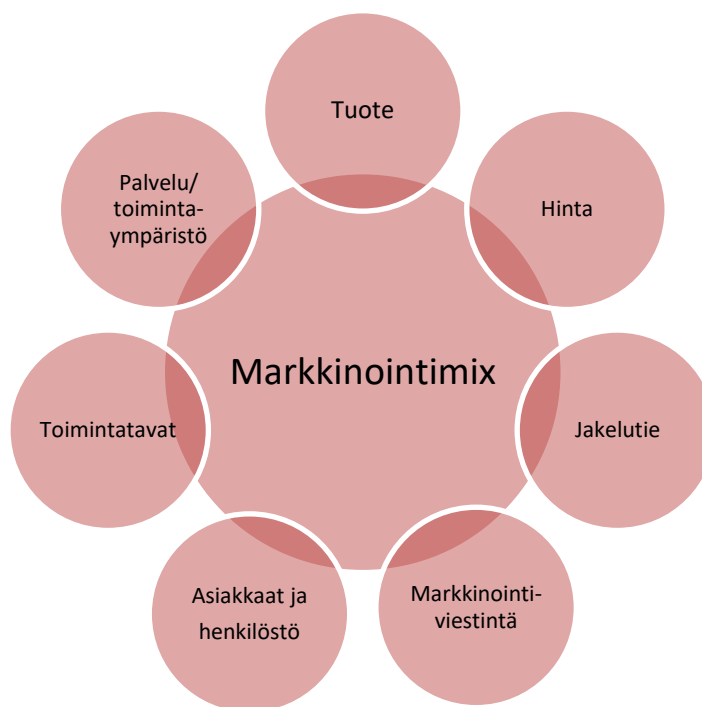 Tuote
Hinta
Jakelutie
Markkinointi-
viestintä
Asiakkaat ja
henkilöstö
Toimintatavat
Palvelu/
toiminta-
ympäristö
Markkinointimix